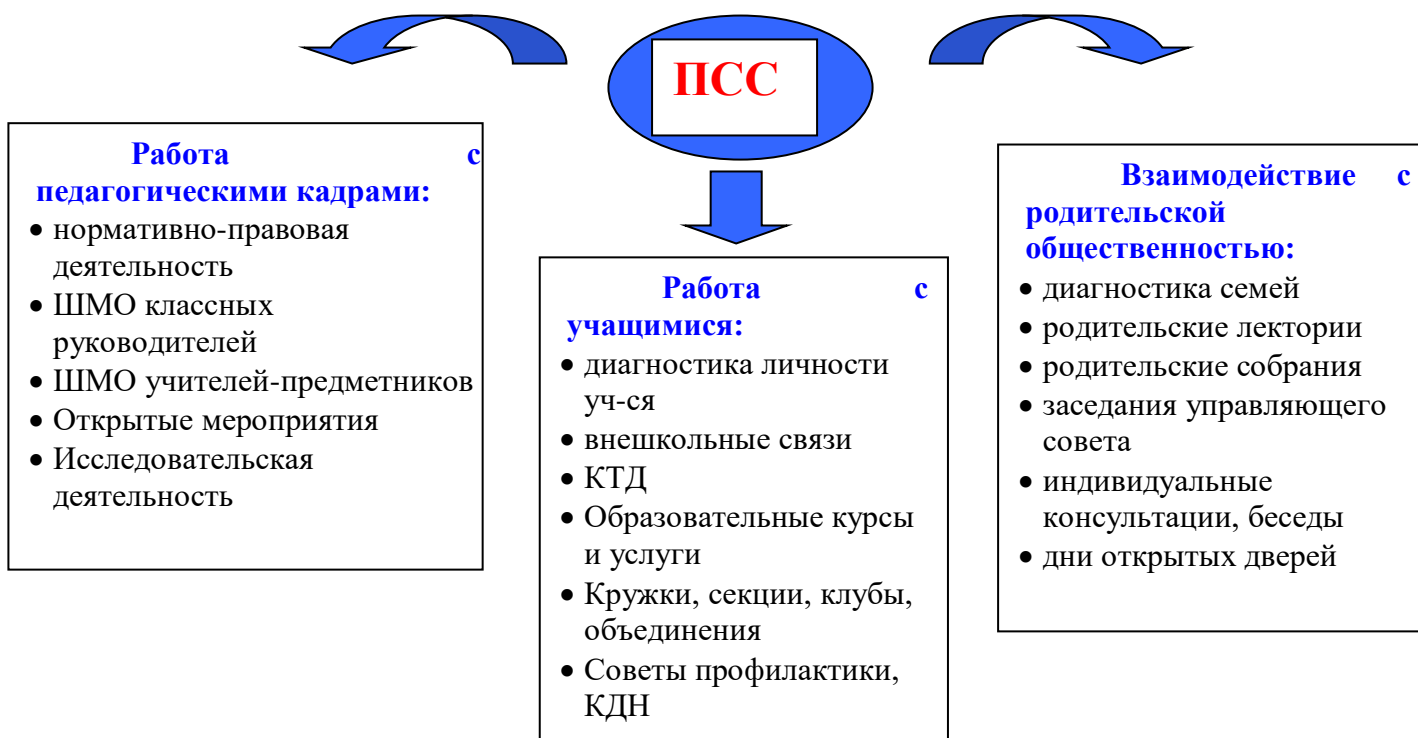 ПСС
Работа с
педагогическими кадрами:
• нормативно-правовая
деятельность
• ШМО классных
руководителей
• ШМО учителей-предметников
• Открытые мероприятия
• Исследовательская
деятельность
Работа с
учащимися:
• диагностика личности
уч-ся
• внешкольные связи
• КТД
• Образовательные курсы
и услуги
• Кружки, секции, клубы,
объединения
• Советы профилактики,
КДН
Взаимодействие с
родительской
общественностью:
• диагностика семей
• родительские лектории
• родительские собрания
• заседания управляющего
совета
• индивидуальные
консультации, беседы
• дни открытых дверей